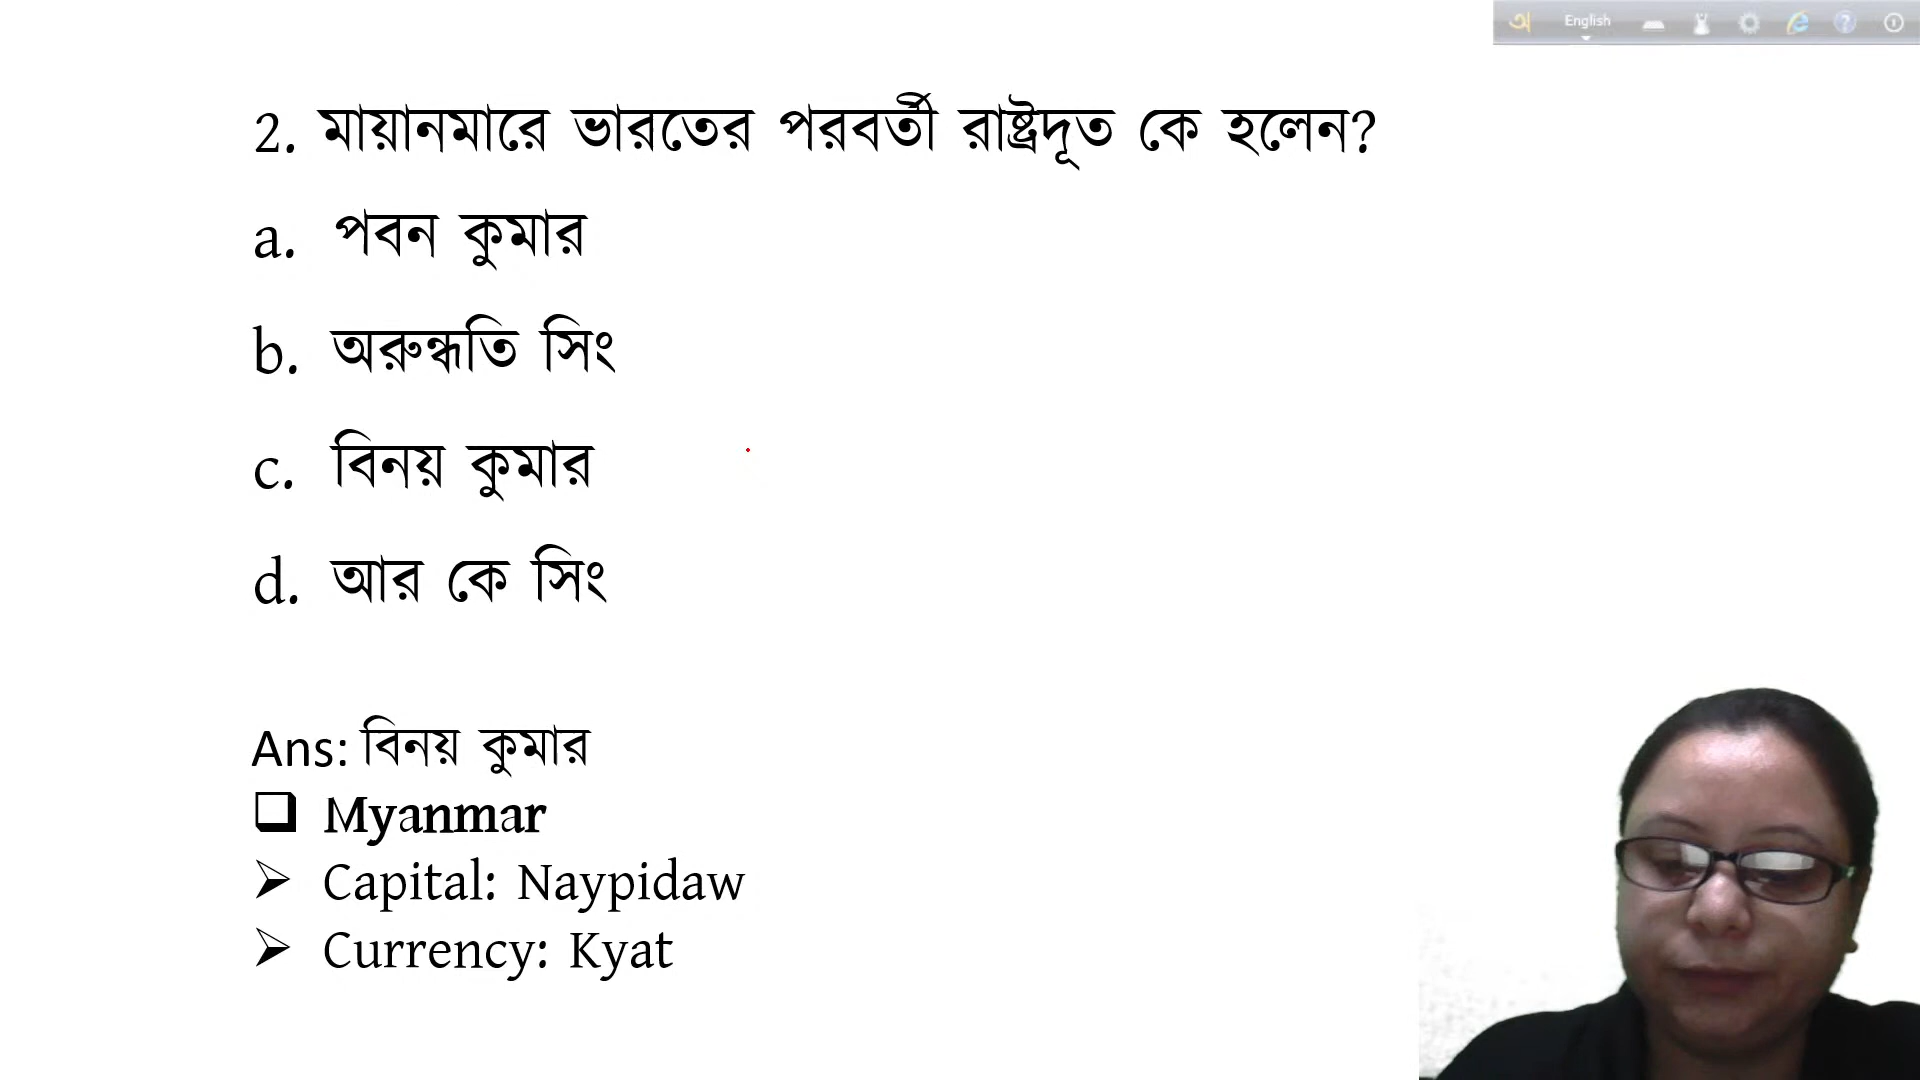 অ English
2. মায়ানমারে ভারতের পরবর্তী রাষ্ট্রদূত কে হলেন?
a. পবন কুমার
b. অরুন্ধতি সিং
c. বিনয় কুমার
d. আর কে সিং
Ans: বিনয় কুমার
❑ Myanmar
➢ Capital: Naypidaw
➢ Currency: Kyat